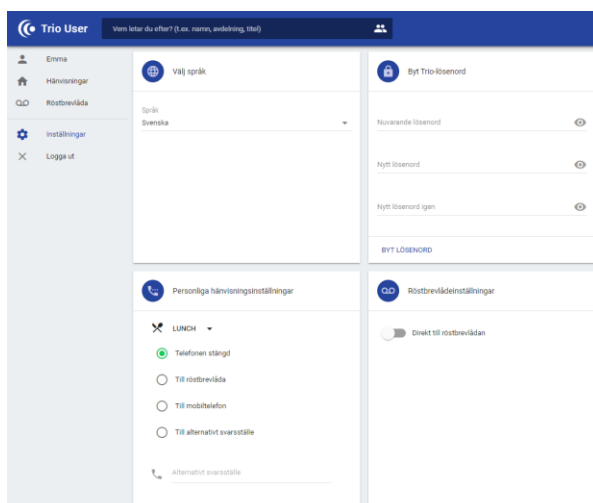 Trio User
Vem letar du efter? (t.ex. namn, avdelning, titel)
Emma
Hänvisningar
Röstbrevlåda
Inställningar
Logga ut
Välj språk
Språk
Svenska
Byt Trio-lösenord
Nuvarande lösenord
Nytt lösenord
Nytt lösenord igen
BYT LÖSENORD
Personliga hänvisningsinställningar
LUNCH
Telefonen stängd
Till röstbrevlåda
Till mobiltelefon
Till alternativt svarsställe
Alternativt svarsställe
Röstbrevlådeinställningar
Direkt till röstbrevlådan